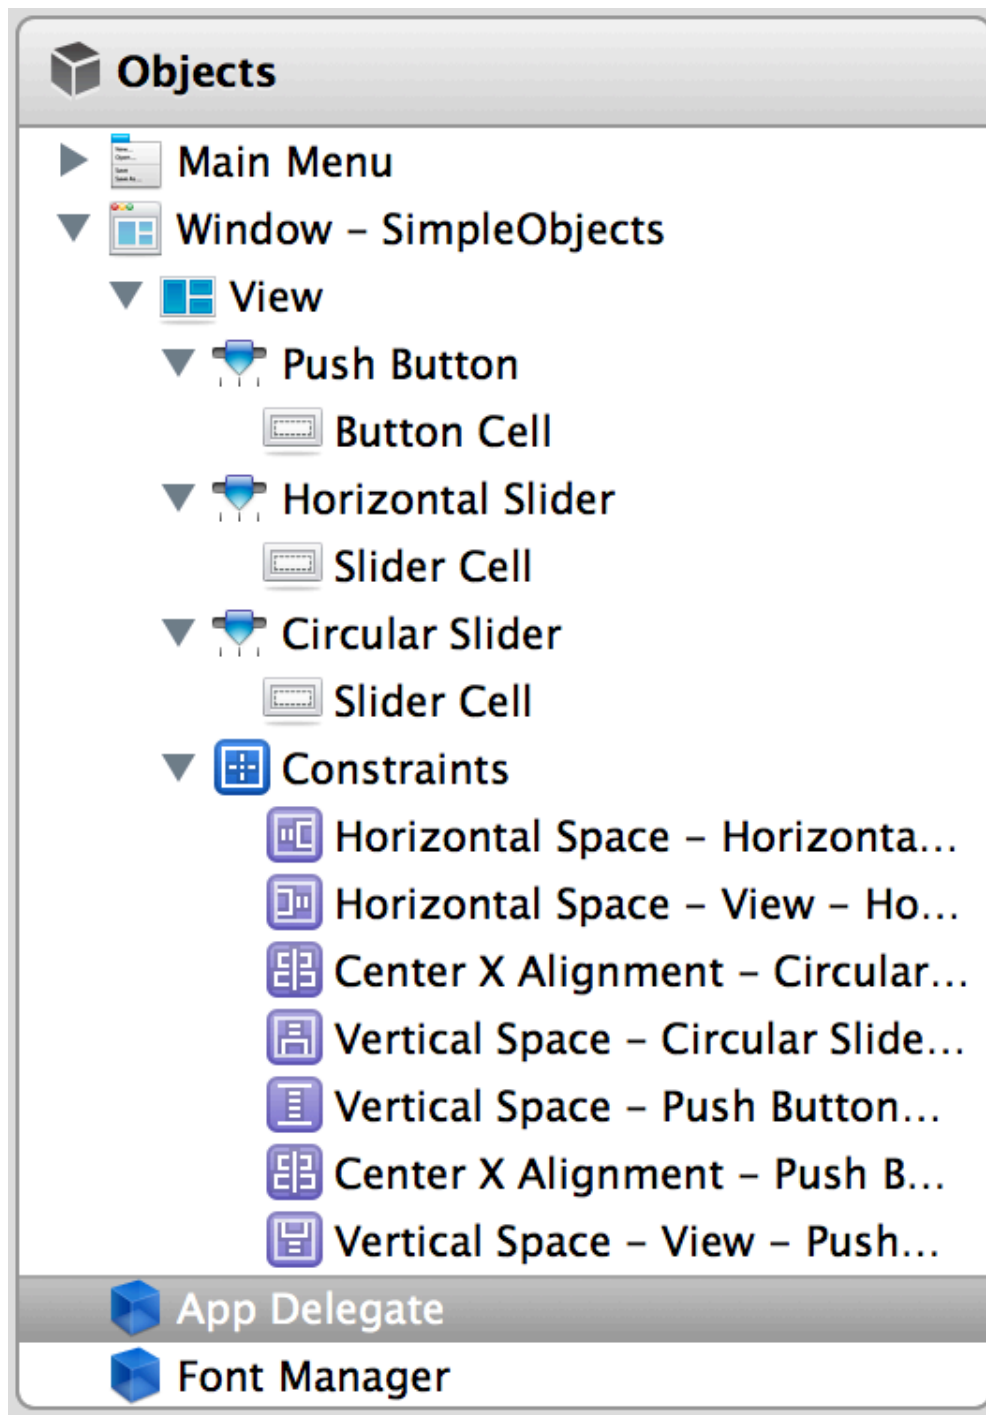 Objects
Main Menu
Window – SimpleObjects
View
Push Button
Button Cell
Horizontal Slider
Slider Cell
Circular Slider
Slider Cell
Constraints
Horizontal Space – Horizonta...
Horizontal Space – View – Ho...
Center X Alignment – Circular...
Vertical Space – Circular Slide...
Vertical Space – Push Button...
Center X Alignment – Push B...
Vertical Space – View – Push...
App Delegate
Font Manager